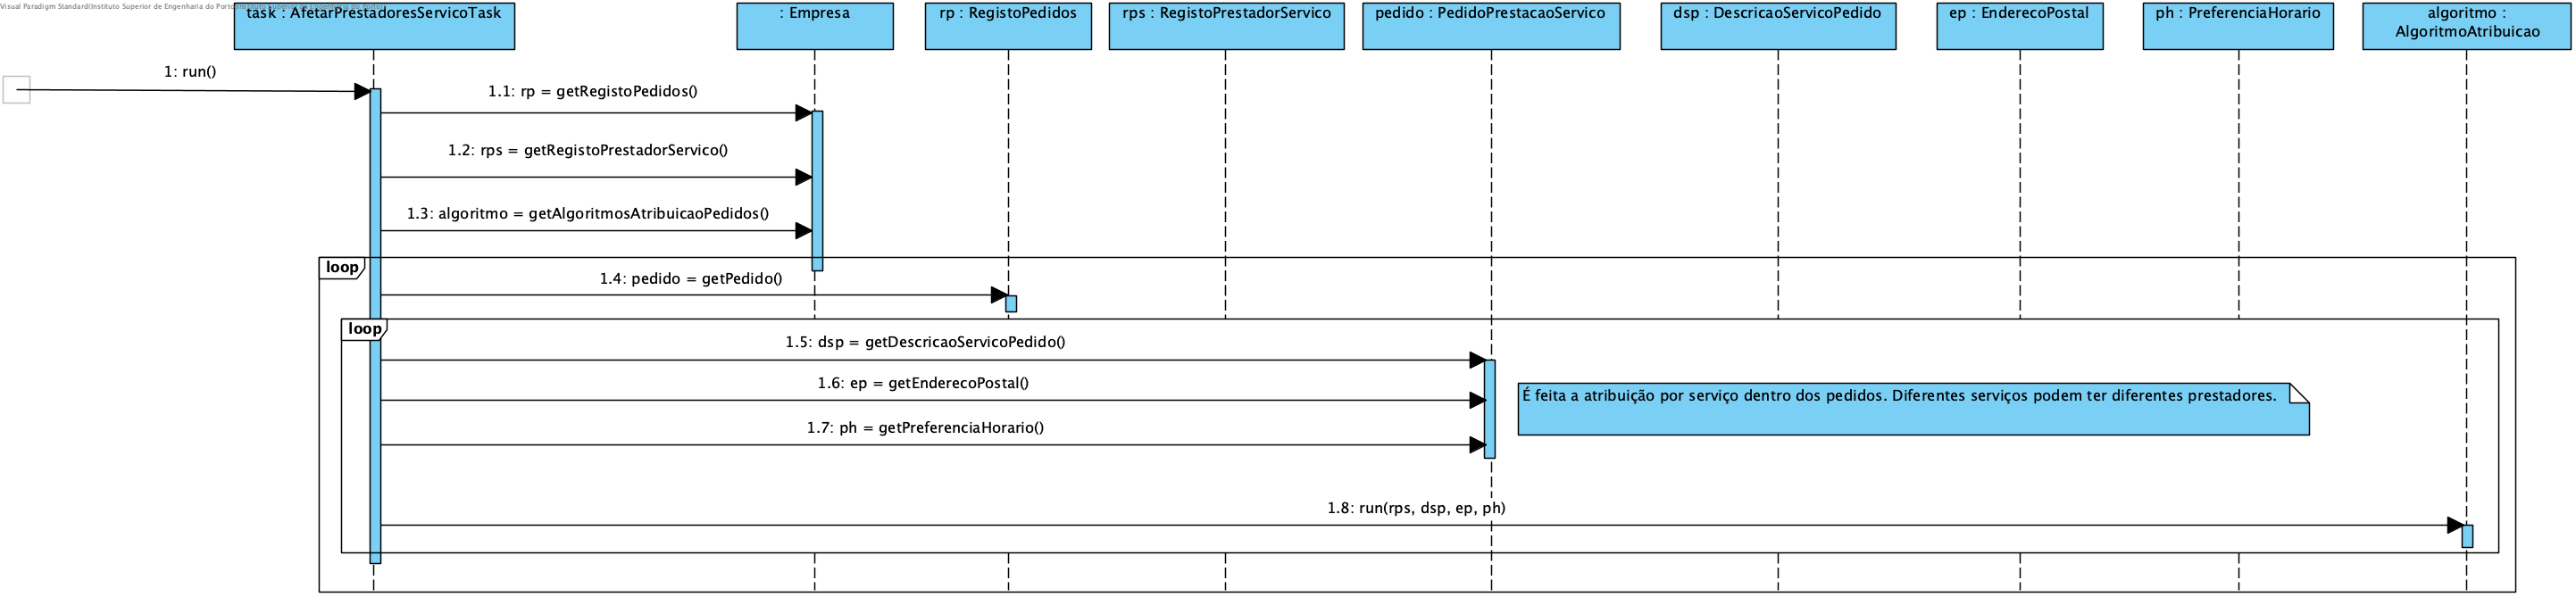 Visual Paradigm Standard(Instituto Superior de Engenharia do Porto)
task : AfetarPrestadoresServicoTask
: Empresa
rp : RegistoPedidos
rps : RegistoPrestadorServico
pedido : PedidoPrestacaoServico
dsp : DescricaoServicoPedido
ep : EnderecoPostal
ph : PreferenciaHorario
algoritmo :
AlgoritmoAtribuicao
1: run()
1.1: rp = getRegistoPedidos()
1.2: rps = getRegistoPrestadorServico()
1.3: algoritmo = getAlgoritmosAtribuicaoPedidos()
loop
1.4: pedido = getPedido()
loop
1.5: dsp = getDescricaoServicoPedido()
1.6: ep = getEnderecoPostal()
É feita a atribuição por serviço dentro dos pedidos. Diferentes serviços podem ter diferentes prestadores.
1.7: ph = getPreferenciaHorario()
1.8: run(rps, dsp, ep, ph)